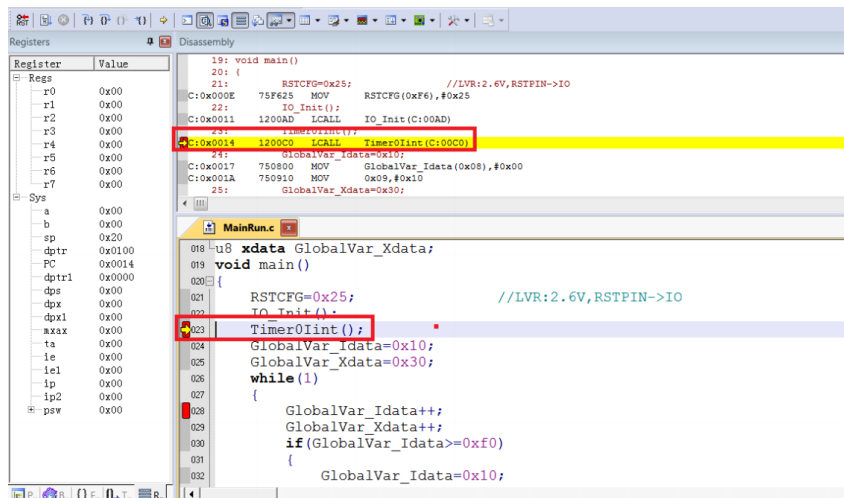 RST
Registers
Disassembly
Register Value
Regs
r0 0x00
r1 0x00
r2 0x00
r3 0x00
r4 0x00
r5 0x00
r6 0x00
r7 0x00
Sys
a 0x00
b 0x00
sp 0x20
dptr 0x0100
PC 0x0014
dptr1 0x0000
dps 0x00
dpx 0x00
dpx1 0x00
mxax 0x00
ta 0x00
ie 0x00
ie1 0x00
ip 0x00
ip2 0x00
psw 0x00
19: void main()
20: {
21: RSTCFG=0x25; //LVR:2.6V,RSTPIN->IO
C:0x000E 75F625 MOV RSTCFG(0xF6),#0x25
22: IO_Init();
C:0x0011 1200AD LCALL IO_Init(C:00AD)
23: Timer0Iint();
C:0x0014 1200C0 LCALL Timer0Iint(C:00C0)
24: GlobalVar_Idata=0x10;
C:0x0017 750800 MOV GlobalVar_Idata(0x08),#0x00
C:0x001A 750910 MOV 0x09,#0x10
25: GlobalVar_Xdata=0x30;
MainRun.c
018 u8 xdata GlobalVar_Xdata;
019 void main()
020 {
021 RSTCFG=0x25; //LVR:2.6V,RSTPIN->IO
022 IO_Init();
023 Timer0Iint();
024 GlobalVar_Idata=0x10;
025 GlobalVar_Xdata=0x30;
026 while(1)
027 {
028 GlobalVar_Idata++;
029 GlobalVar_Xdata++;
030 if(GlobalVar_Idata>=0xf0)
031 {
032 GlobalVar_Idata=0x10;
P... B... {} F... 0. T... R...